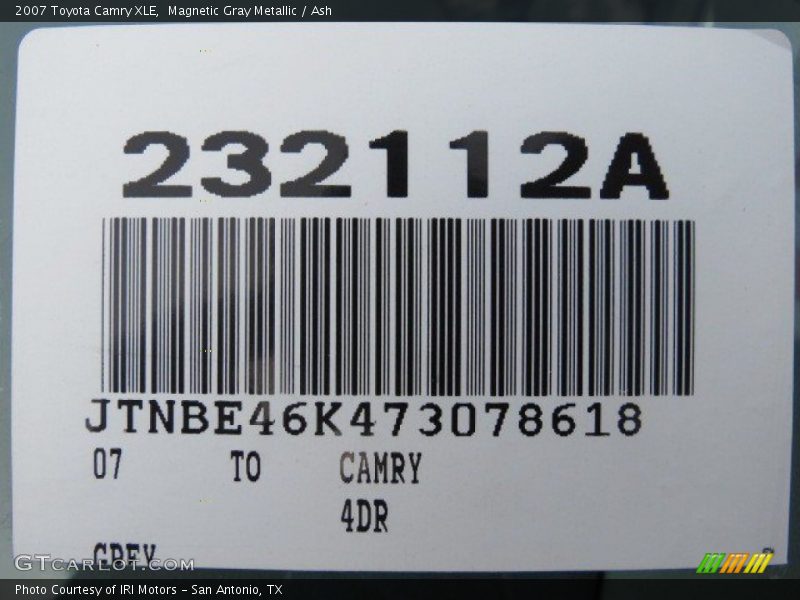 2007 Toyota Camry XLE,  Magnetic Gray Metallic / Ash
232112A
JTNBE46K473078618
07 TO CAMRY
4DR
GREY
GTCARLOT.COM
Photo Courtesy of IRI Motors – San Antonio, TX